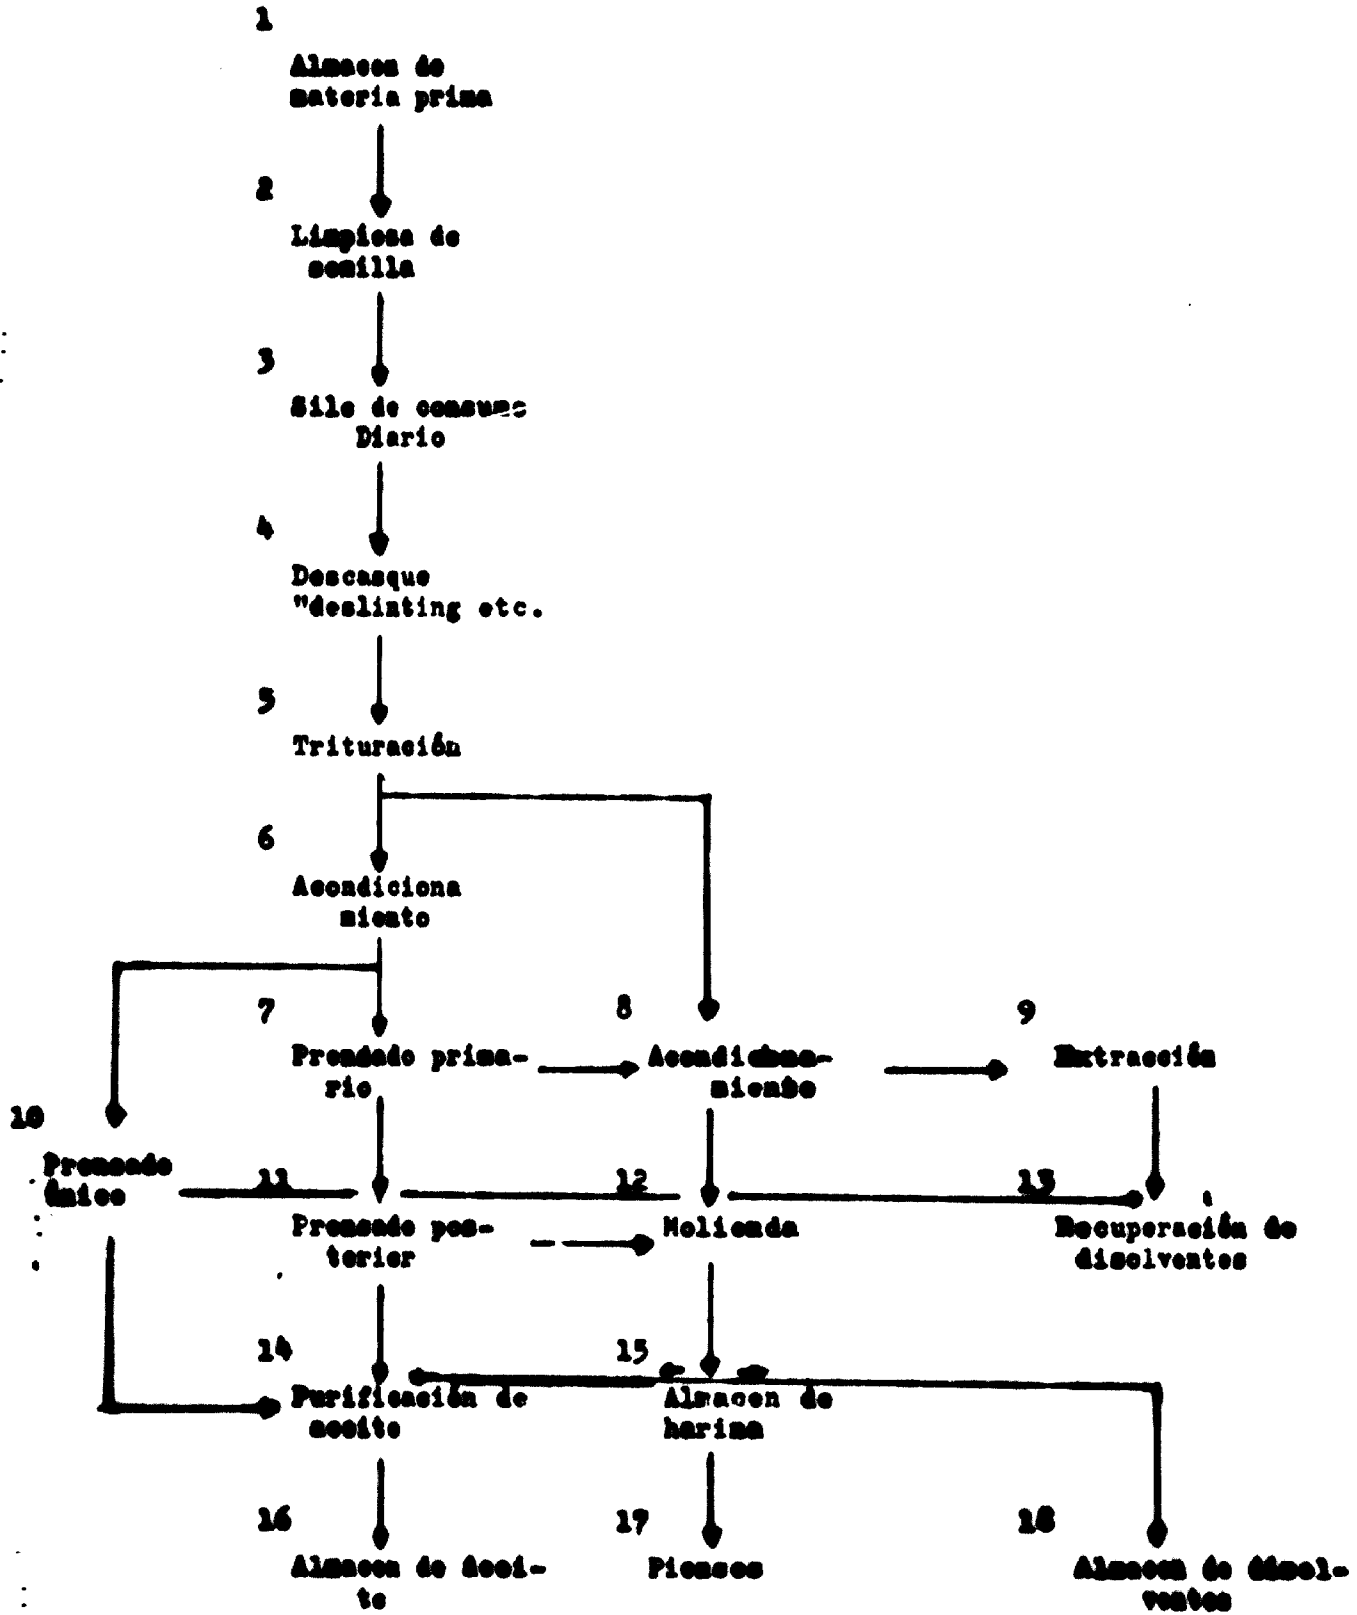 1
Almacen de
materia prima
2
Limpiesa de
semilla
3
Silo de consumo
Diario
4
Descasque
"deslinting etc.
5
Trituración
6
Acondiciona
miento
7
Prensado prima-
rio
8
Acondiciona-
miento
9
Extracción
10
Prensado
único
11
Prensado pos-
terior
12
Molienda
13
Recuperación de
disolventes
14
Purificación de
aceite
15
Almacen de
harina
16
Almacen de Acei-
te
17
Piensos
18
Almacen de disol-
ventes